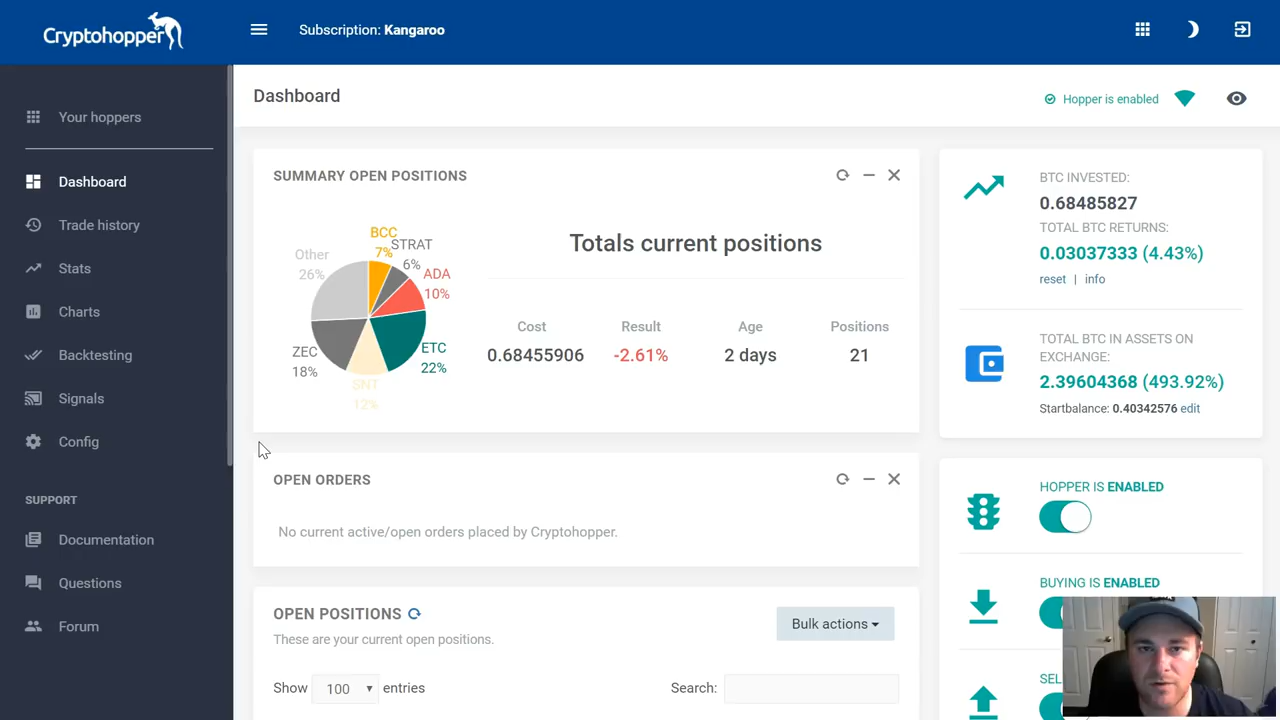 Cryptohopper
Subscription: Kangaroo
Your hoppers
Dashboard
Trade history
Stats
Charts
Backtesting
Signals
Config
SUPPORT
Documentation
Questions
Forum
Dashboard
Hopper is enabled
SUMMARY OPEN POSITIONS
BCC
7%
STRAT
6%
ADA
10%
ETC
22%
SNT
12%
ZEC
18%
Other
26%
Totals current positions
Cost Result Age Positions
0.68455906 -2.61% 2 days 21
OPEN ORDERS
No current active/open orders placed by Cryptohopper.
OPEN POSITIONS
These are your current open positions.
Bulk actions
Show 100 entries
Search:
BTC INVESTED:
0.68485827
TOTAL BTC RETURNS:
0.03037333 (4.43%)
reset | info
TOTAL BTC IN ASSETS ON
EXCHANGE:
2.39604368 (493.92%)
Startbalance: 0.40342576 edit
HOPPER IS ENABLED
BUYING IS ENABLED